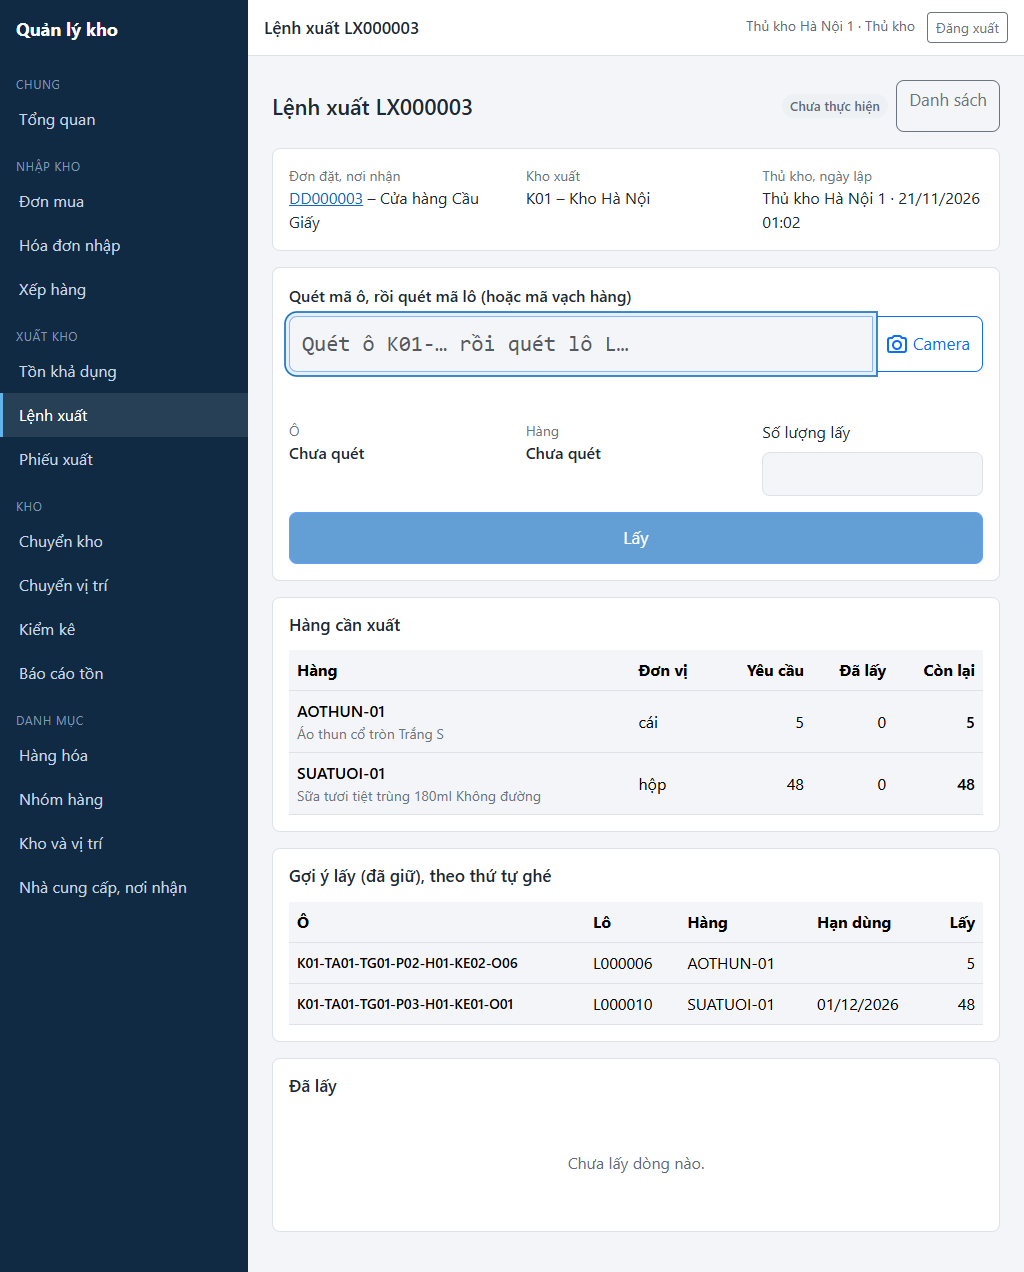 Quản lý kho
CHUNG
Tổng quan
NHẬP KHO
Đơn mua
Hóa đơn nhập
Xếp hàng
XUẤT KHO
Tồn khả dụng
Lệnh xuất
Phiếu xuất
KHO
Chuyển kho
Chuyển vị trí
Kiểm kê
Báo cáo tồn
DANH MỤC
Hàng hóa
Nhóm hàng
Kho và vị trí
Nhà cung cấp, nơi nhận
Lệnh xuất LX000003
Thủ kho Hà Nội 1 · Thủ kho
Đăng xuất
Lệnh xuất LX000003
Chưa thực hiện
Danh sách
Đơn đặt, nơi nhận
DD000003 – Cửa hàng Cầu
Giấy
Kho xuất
K01 – Kho Hà Nội
Thủ kho, ngày lập
Thủ kho Hà Nội 1 · 21/11/2026
01:02
Quét mã ô, rồi quét mã lô (hoặc mã vạch hàng)
Quét ô K01-… rồi quét lô L…
Camera
Ô
Chưa quét
Hàng
Chưa quét
Số lượng lấy
Lấy
Hàng cần xuất
Hàng Đơn vị Yêu cầu Đã lấy Còn lại
AOTHUN-01
Áo thun cổ tròn Trắng S
cái 5 0 5
SUATUOI-01
Sữa tươi tiệt trùng 180ml Không đường
hộp 48 0 48
Gợi ý lấy (đã giữ), theo thứ tự ghé
Ô Lô Hàng Hạn dùng Lấy
K01-TA01-TG01-P02-H01-KE02-O06 L000006 AOTHUN-01 5
K01-TA01-TG01-P03-H01-KE01-O01 L000010 SUATUOI-01 01/12/2026 48
Đã lấy
Chưa lấy dòng nào.